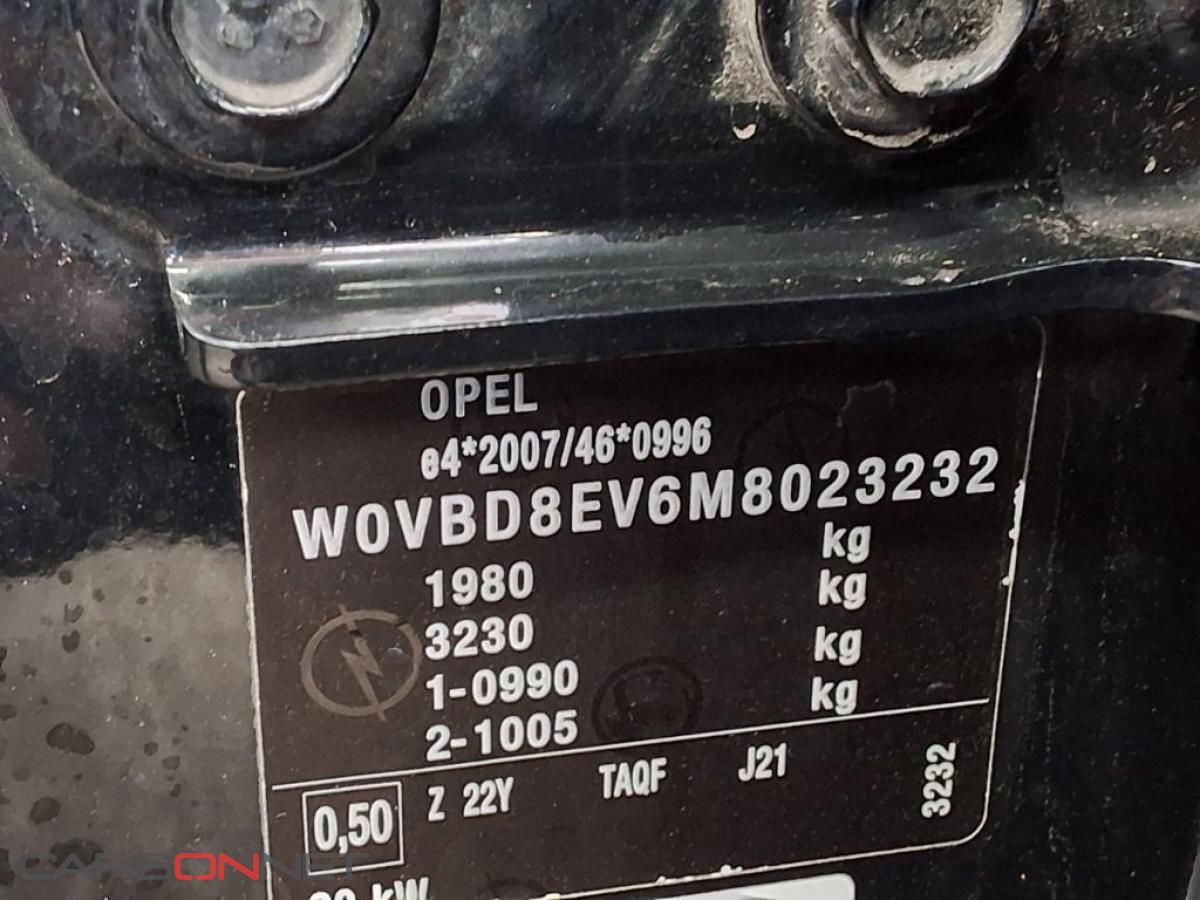 OPEL
e4*2007/46*0996
W0VBD8EV6M8023232
1980 kg
3230 kg
1-0990 kg
2-1005 kg
0,50 Z 22Y TAQF J21 3232
kW
CARSONNET